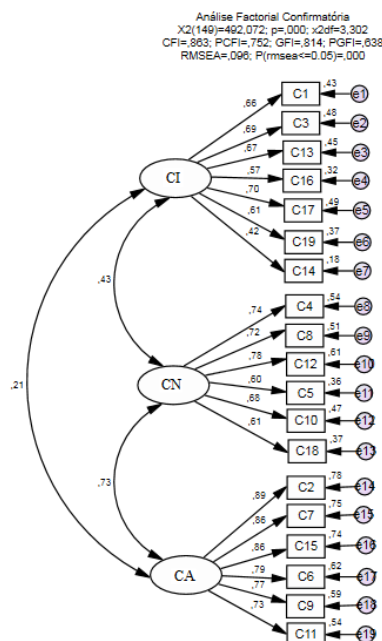 Análise Factorial Confirmatória
X2(149)=492,072; p=,000; x2df=3,302
CFI=,863; PCFI=,752; GFI=,814; PGFI=,638
RMSEA=,096; P(rmsea<=0.05)=,000
,43
,66 C1 e1
,48
,69 C3 e2
,45
,67 C13 e3
,32
CI ,57 C16 e4
,49
,70 C17 e5
,37
,61 C19 e6
,18
,42 C14 e7
,43
,54
,74 C4 e8
,51
,72 C8 e9
,61
,78 C12 e10
,21
,36
CN ,60 C5 e11
,47
,68 C10 e12
,37
,61 C18 e13
,73
,78
,89 C2 e14
,75
,86 C7 e15
,74
,86 C15 e16
,62
,79 C6 e17
CA
,59
,77 C9 e18
,54
,73 C11 e19